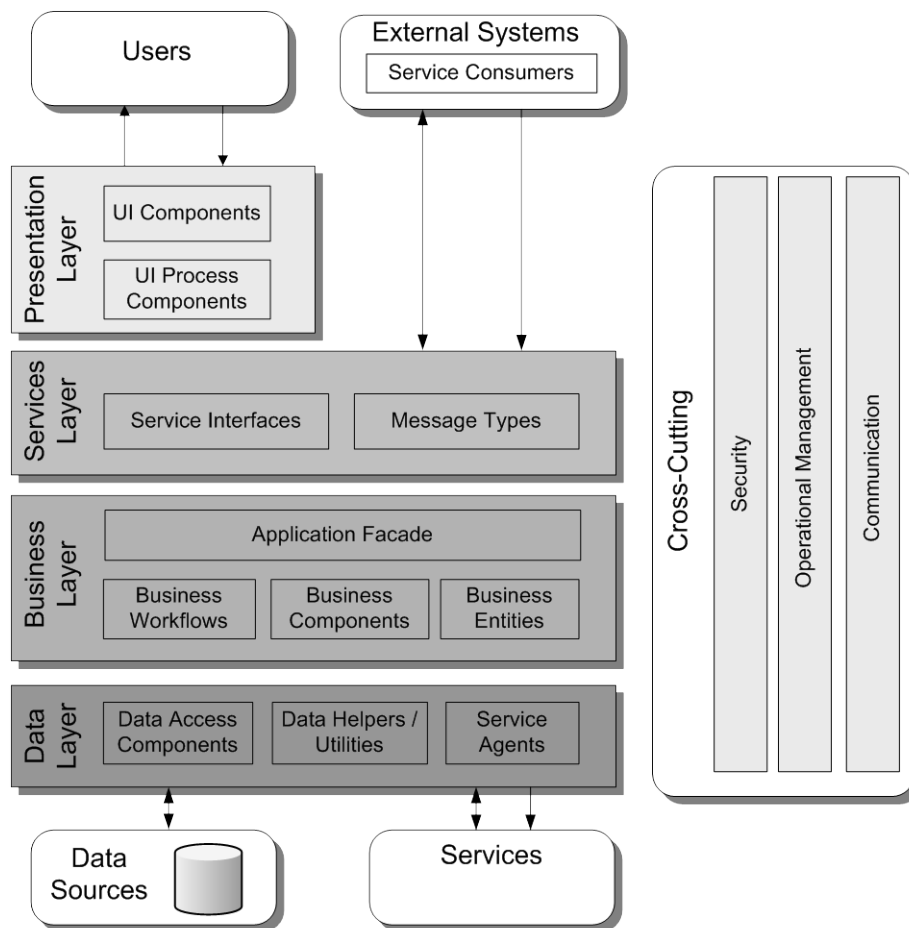 Users
External Systems
Service Consumers
Presentation
Layer
UI Components
UI Process
Components
Services
Layer
Service Interfaces
Message Types
Business
Layer
Application Facade
Business
Workflows
Business
Components
Business
Entities
Data
Layer
Data Access
Components
Data Helpers /
Utilities
Service
Agents
Data
Sources
Services
Cross-Cutting
Security
Operational Management
Communication